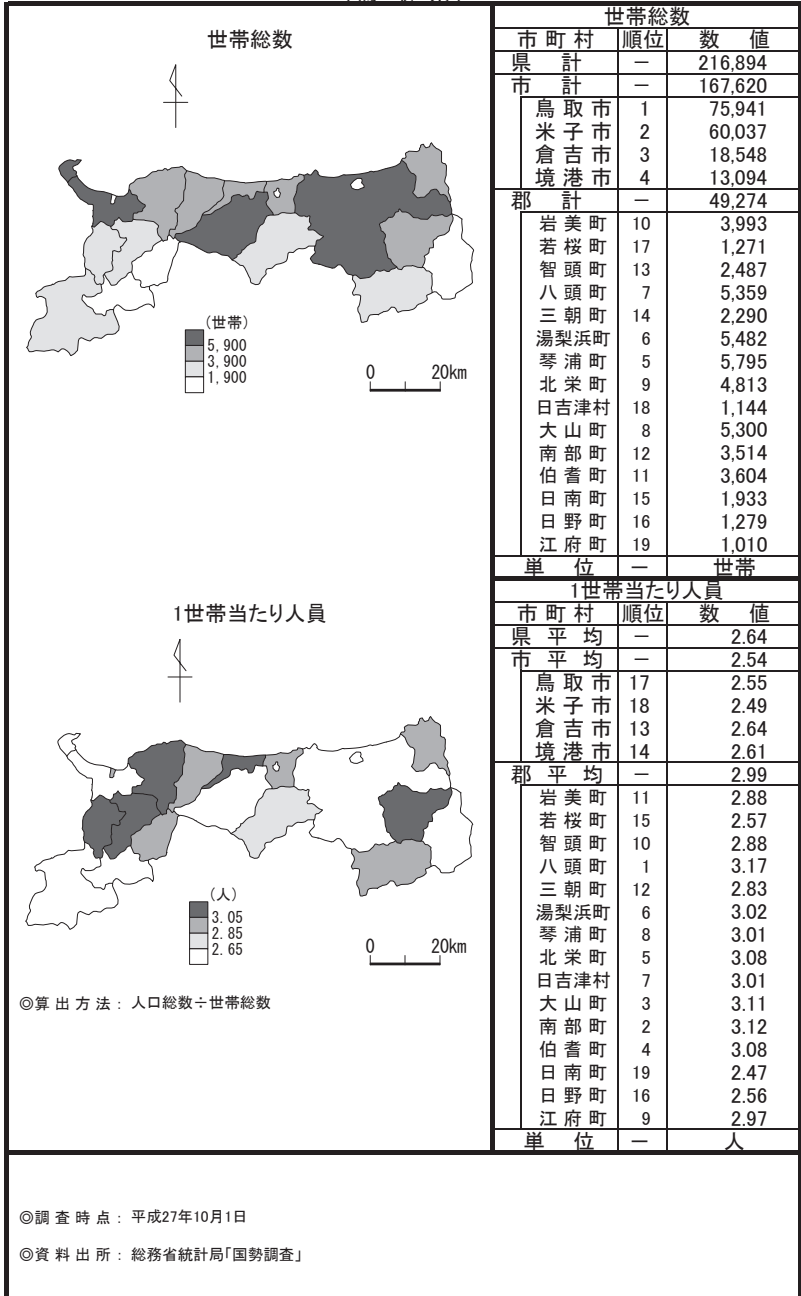 世帯総数
(世帯)
5,900
3,900
1,900
0 20km
世帯総数
市町村 順位 数値
県計 － 216,894
市計 － 167,620
鳥取市 1 75,941
米子市 2 60,037
倉吉市 3 18,548
境港市 4 13,094
郡計 － 49,274
岩美町 10 3,993
若桜町 17 1,271
智頭町 13 2,487
八頭町 7 5,359
三朝町 14 2,290
湯梨浜町 6 5,482
琴浦町 5 5,795
北栄町 9 4,813
日吉津村 18 1,144
大山町 8 5,300
南部町 12 3,514
伯耆町 11 3,604
日南町 15 1,933
日野町 16 1,279
江府町 19 1,010
単位 － 世帯
1世帯当たり人員
(人)
3.05
2.85
2.65
0 20km
◎算出方法：人口総数÷世帯総数
1世帯当たり人員
市町村 順位 数値
県平均 － 2.64
市平均 － 2.54
鳥取市 17 2.55
米子市 18 2.49
倉吉市 13 2.64
境港市 14 2.61
郡平均 － 2.99
岩美町 11 2.88
若桜町 15 2.57
智頭町 10 2.88
八頭町 1 3.17
三朝町 12 2.83
湯梨浜町 6 3.02
琴浦町 8 3.01
北栄町 5 3.08
日吉津村 7 3.01
大山町 3 3.11
南部町 2 3.12
伯耆町 4 3.08
日南町 19 2.47
日野町 16 2.56
江府町 9 2.97
単位 － 人
◎調査時点：平成27年10月1日
◎資料出所：総務省統計局「国勢調査」